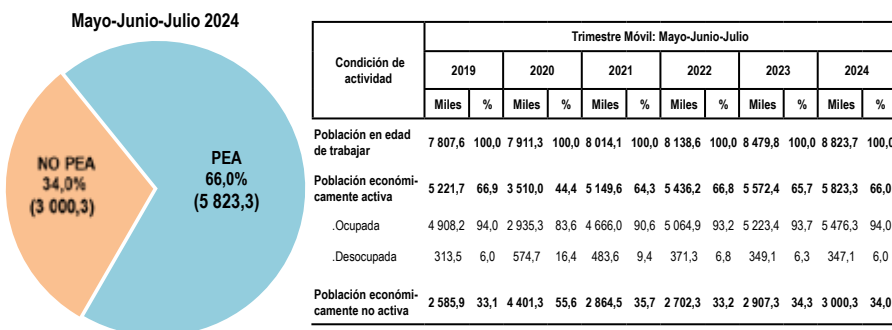 Mayo-Junio-Julio 2024
NO PEA
34,0%
(3 000,3)
PEA
66,0%
(5 823,3)
Condición de actividad Trimestre Móvil: Mayo-Junio-Julio
2019 2020 2021 2022 2023 2024
Miles % Miles % Miles % Miles % Miles % Miles %
Población en edad
de trabajar 7 807,6 100,0 7 911,3 100,0 8 014,1 100,0 8 138,6 100,0 8 479,8 100,0 8 823,7 100,0
Población económi-
camente activa 5 221,7 66,9 3 510,0 44,4 5 149,6 64,3 5 436,2 66,8 5 572,4 65,7 5 823,3 66,0
.Ocupada 4 908,2 94,0 2 935,3 83,6 4 666,0 90,6 5 064,9 93,2 5 223,4 93,7 5 476,3 94,0
.Desocupada 313,5 6,0 574,7 16,4 483,6 9,4 371,3 6,8 349,1 6,3 347,1 6,0
Población económi-
camente no activa 2 585,9 33,1 4 401,3 55,6 2 864,5 35,7 2 702,3 33,2 2 907,3 34,3 3 000,3 34,0